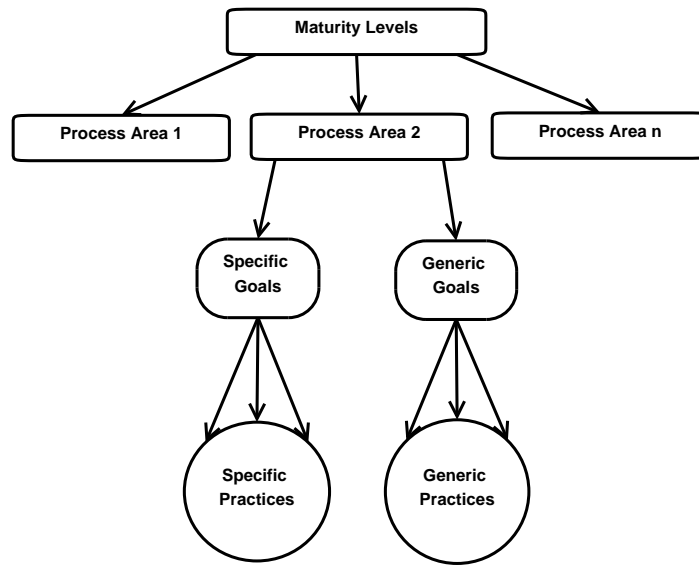 Maturity Levels
Process Area 1
Process Area 2
Process Area n
Specific
Goals
Generic
Goals
Specific
Practices
Generic
Practices